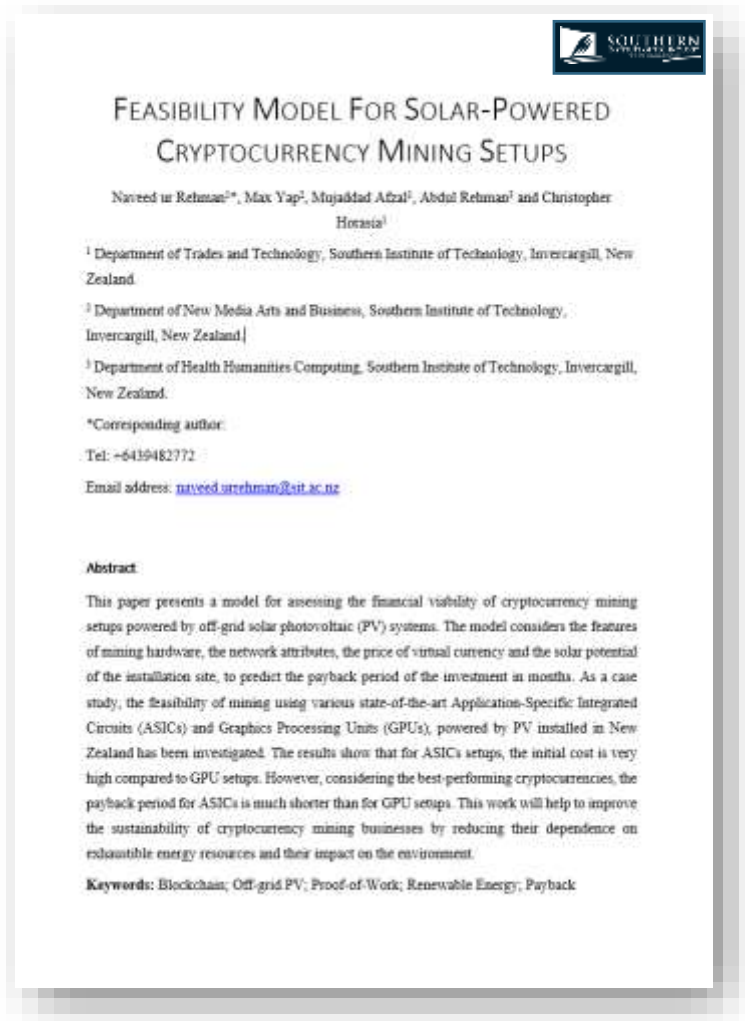 SOUTHERN
FEASIBILITY MODEL FOR SOLAR-POWERED
CRYPTOCURRENCY MINING SETUPS
Naveed ur Rehman¹*, Max Yap², Mujaddad Afzal², Abdul Rehman³ and Christopher
Horasia¹
¹ Department of Trades and Technology, Southern Institute of Technology, Invercargill, New
Zealand.
² Department of New Media Arts and Business, Southern Institute of Technology,
Invercargill, New Zealand.
³ Department of Health Humanities Computing, Southern Institute of Technology, Invercargill,
New Zealand.
*Corresponding author:
Tel: +6439482772
Email address: naveed.urrehman@sit.ac.nz
Abstract
This paper presents a model for assessing the financial viability of cryptocurrency mining
setups powered by off-grid solar photovoltaic (PV) systems. The model considers the features
of mining hardware, the network attributes, the price of virtual currency and the solar potential
of the installation site, to predict the payback period of the investment in months. As a case
study, the feasibility of mining using various state-of-the-art Application-Specific Integrated
Circuits (ASICs) and Graphics Processing Units (GPUs), powered by PV installed in New
Zealand has been investigated. The results show that for ASICs setups, the initial cost is very
high compared to GPU setups. However, considering the best-performing cryptocurrencies, the
payback period for ASICs is much shorter than for GPU setups. This work will help to improve
the sustainability of cryptocurrency mining businesses by reducing their dependence on
exhaustible energy resources and their impact on the environment.
Keywords: Blockchain; Off-grid PV; Proof-of-Work; Renewable Energy; Payback